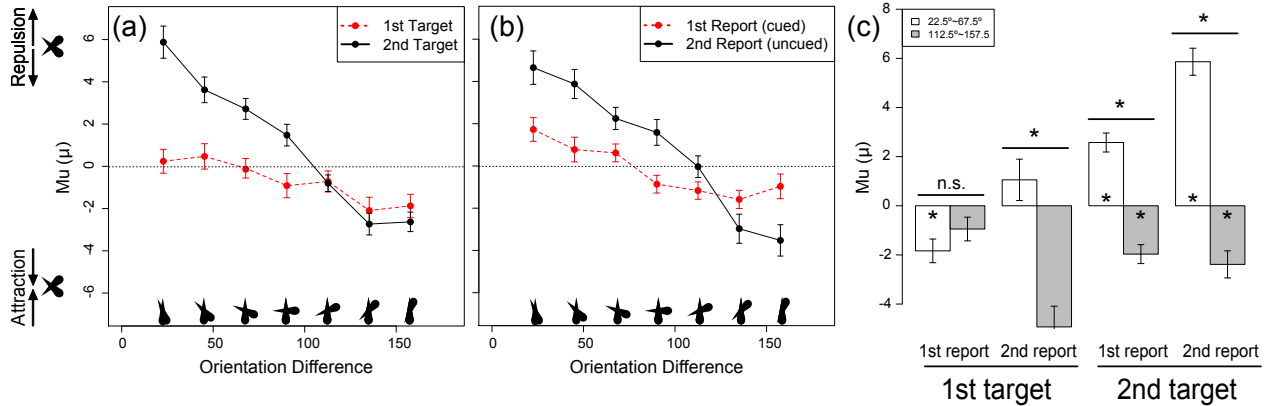 Repulsion
Attraction
(a)
1st Target
2nd Target
Mu (μ)
6
4
2
0
-2
-4
-6
0
50
100
150
Orientation Difference
(b)
1st Report (cued)
2nd Report (uncued)
0
50
100
150
Orientation Difference
(c)
22.5º~67.5º
112.5º~157.5
Mu (μ)
8
6
4
2
0
-2
-4
n.s.
*
*
*
*
*
*
*
*
1st report
2nd report
1st report
2nd report
1st target
2nd target